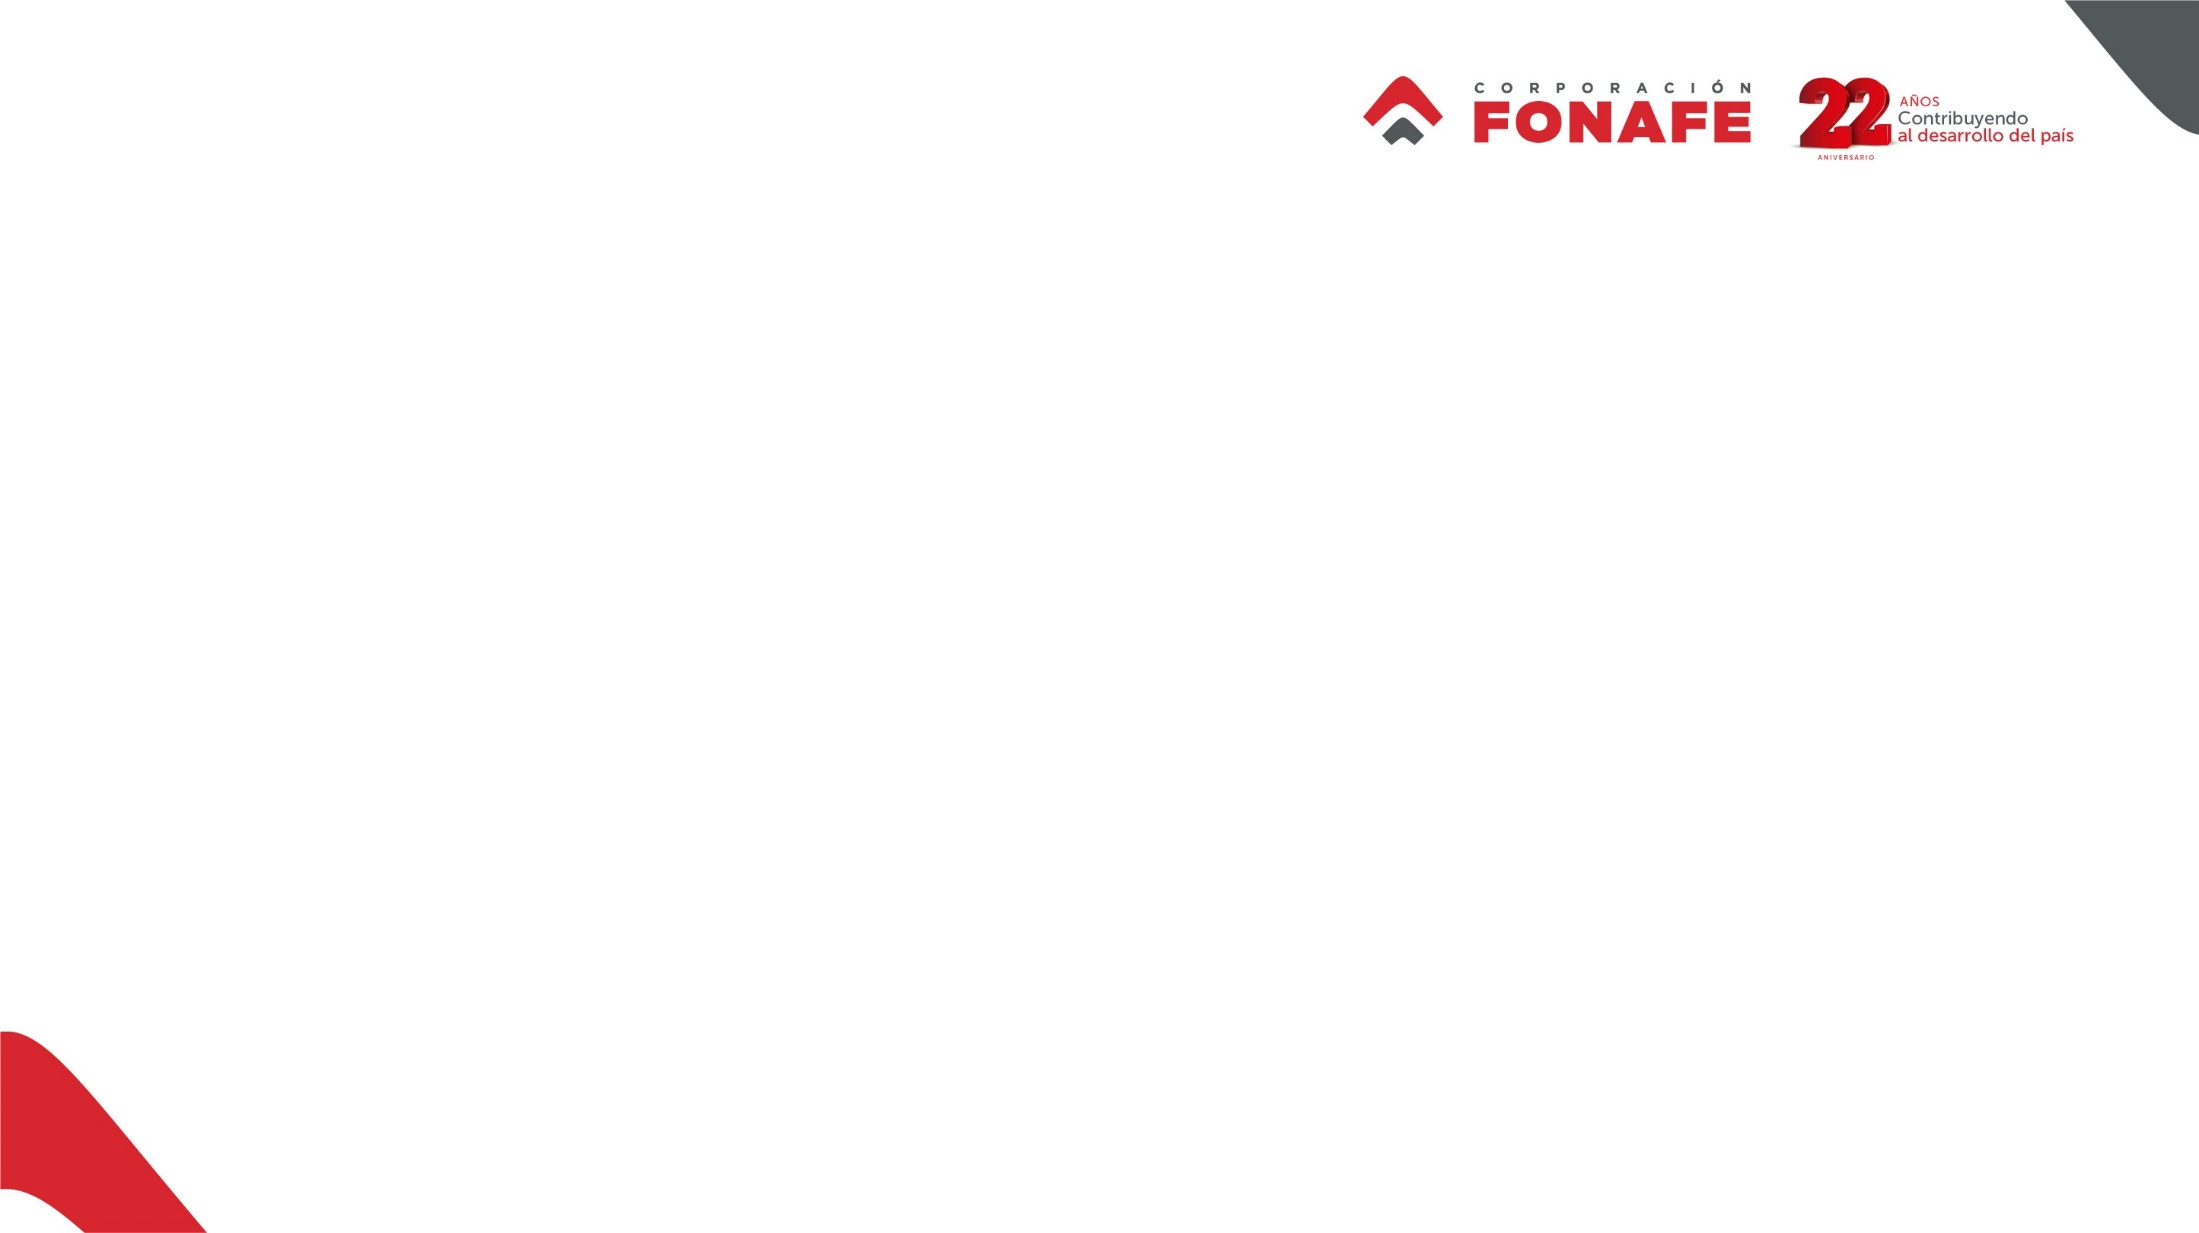 CORPORACIÓN
FONAFE
22
ANIVERSARIO
AÑOS
Contribuyendo
al desarrollo del país